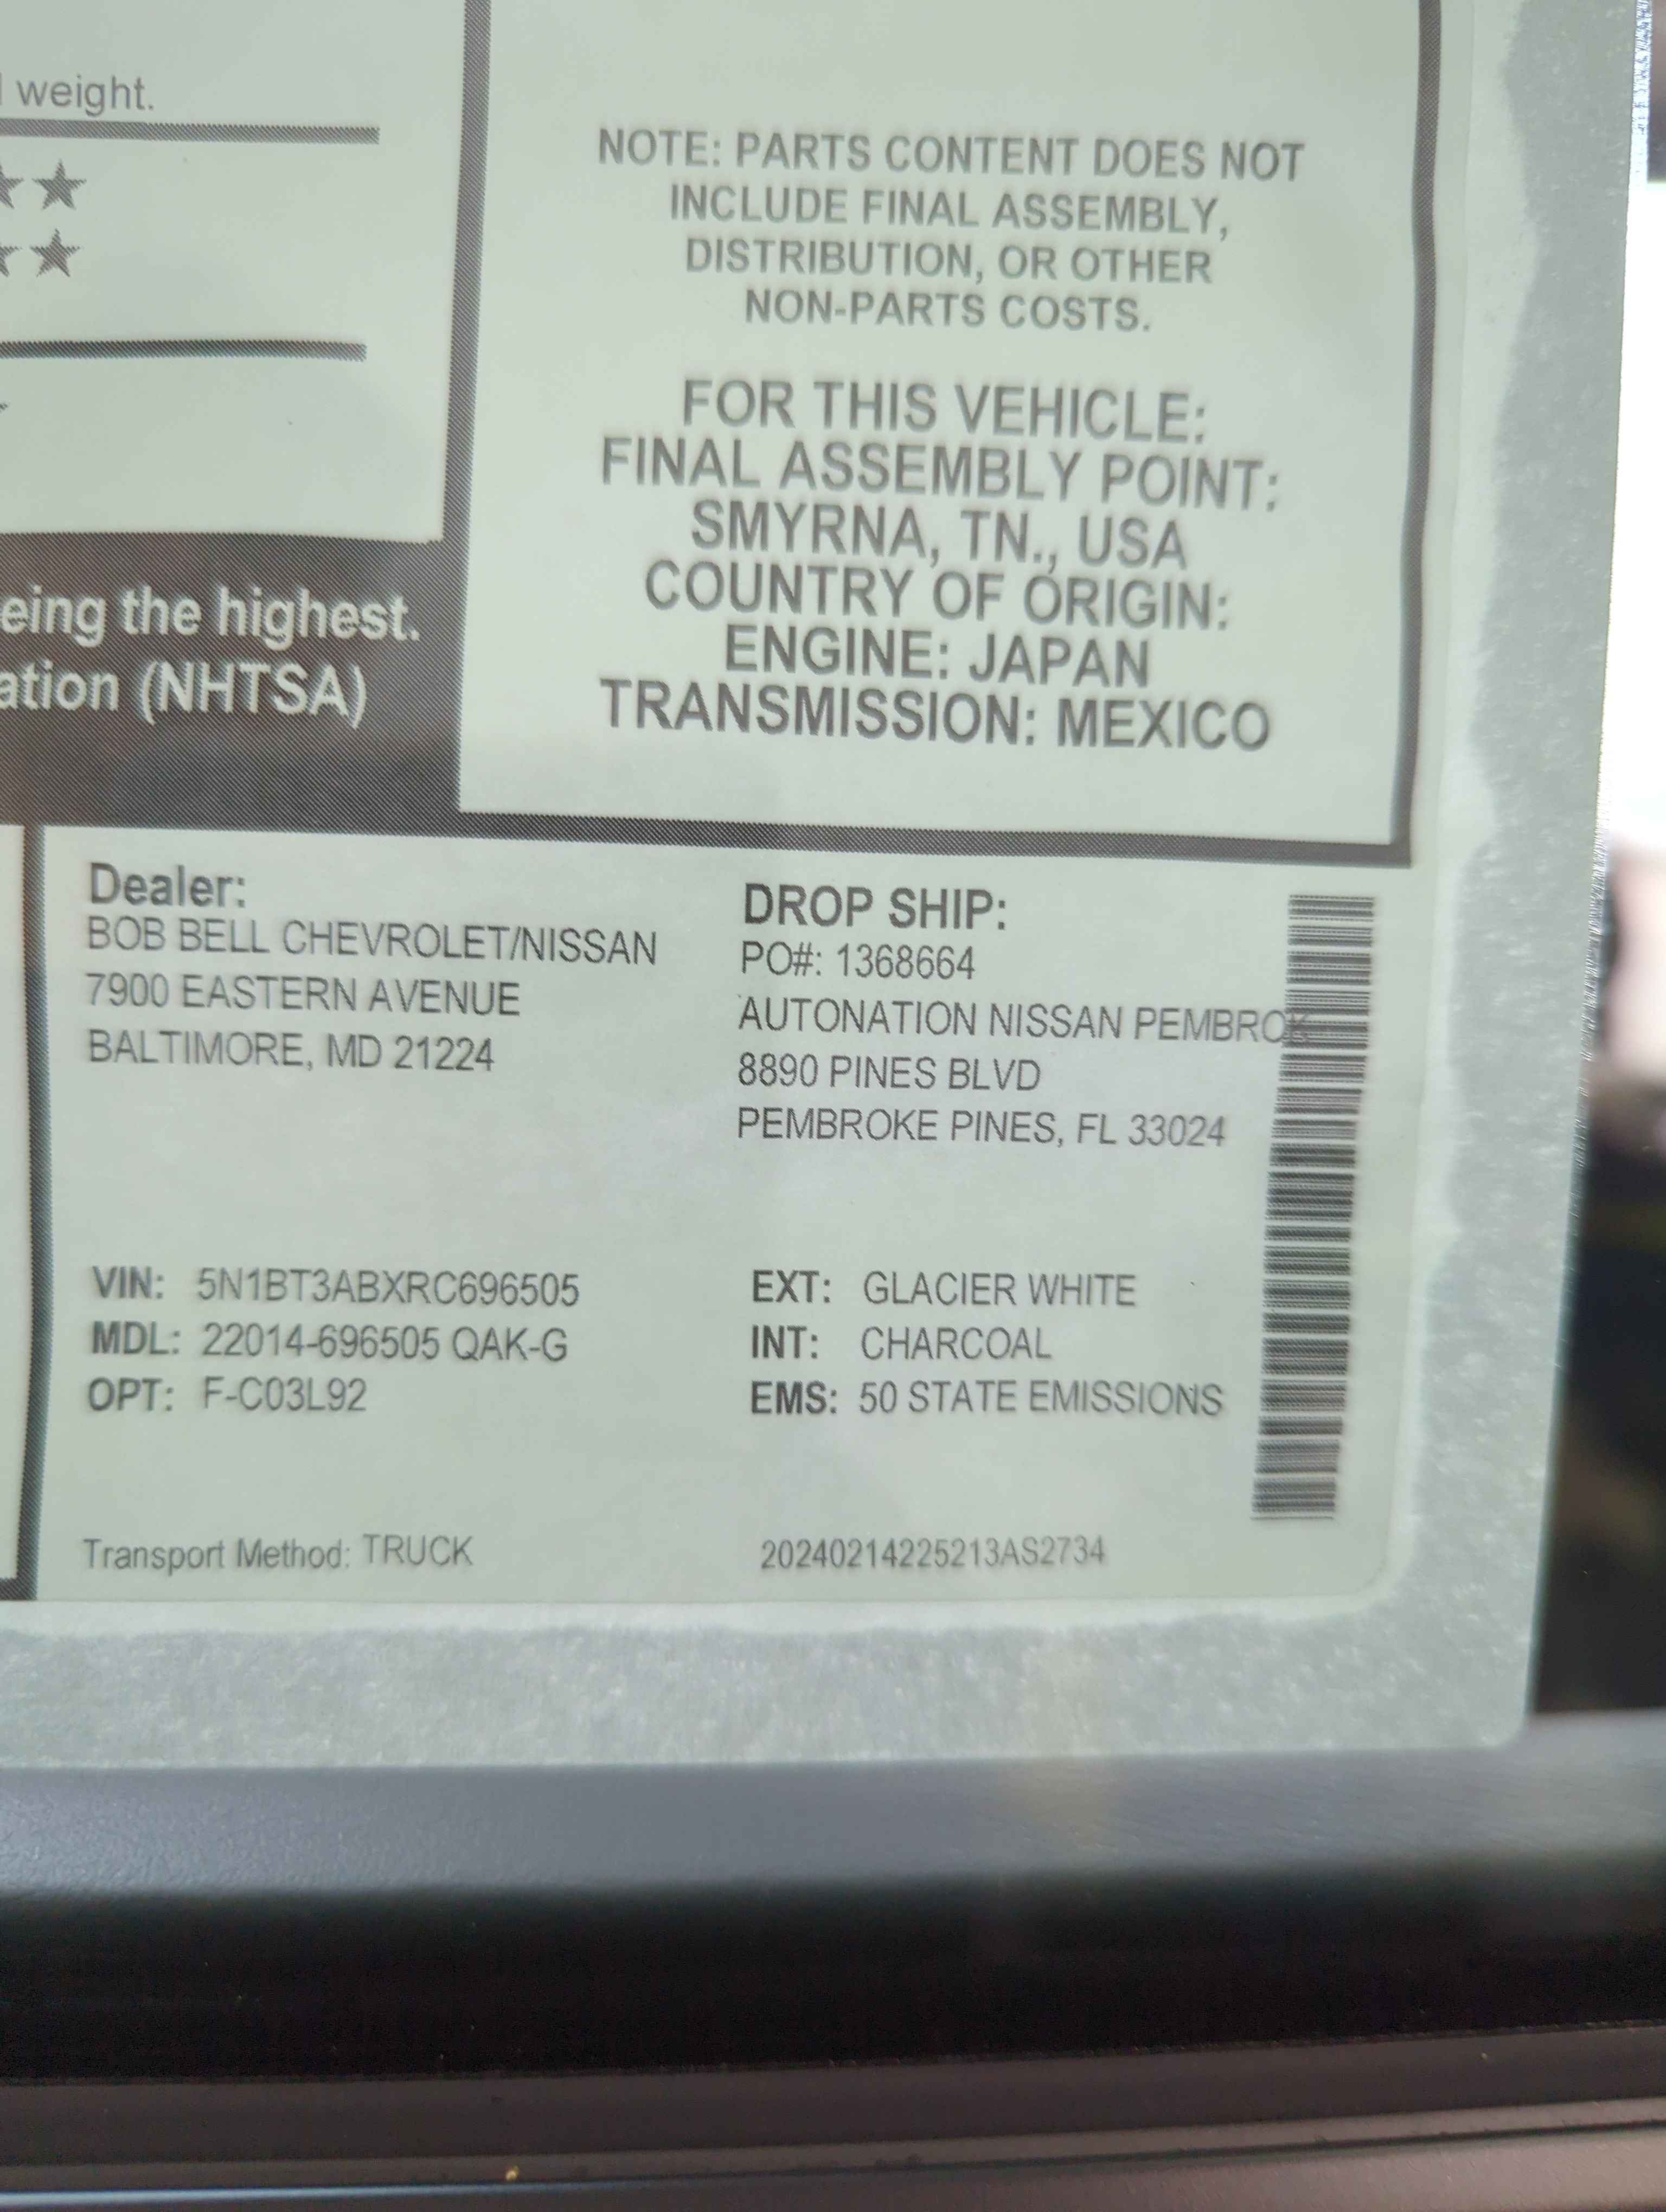 weight.
NOTE: PARTS CONTENT DOES NOT
INCLUDE FINAL ASSEMBLY,
DISTRIBUTION, OR OTHER
NON-PARTS COSTS.
FOR THIS VEHICLE:
FINAL ASSEMBLY POINT:
SMYRNA, TN., USA
COUNTRY OF ORIGIN:
ENGINE: JAPAN
TRANSMISSION: MEXICO
eing the highest.
ation (NHTSA)
Dealer:
BOB BELL CHEVROLET/NISSAN
7900 EASTERN AVENUE
BALTIMORE, MD 21224
DROP SHIP:
PO#: 1368664
AUTONATION NISSAN PEMBROK
8890 PINES BLVD
PEMBROKE PINES, FL 33024
VIN: 5N1BT3ABXRC696505
MDL: 22014-696505 QAK-G
OPT: F-C03L92
EXT: GLACIER WHITE
INT: CHARCOAL
EMS: 50 STATE EMISSIONS
Transport Method: TRUCK
20240214225213AS2734